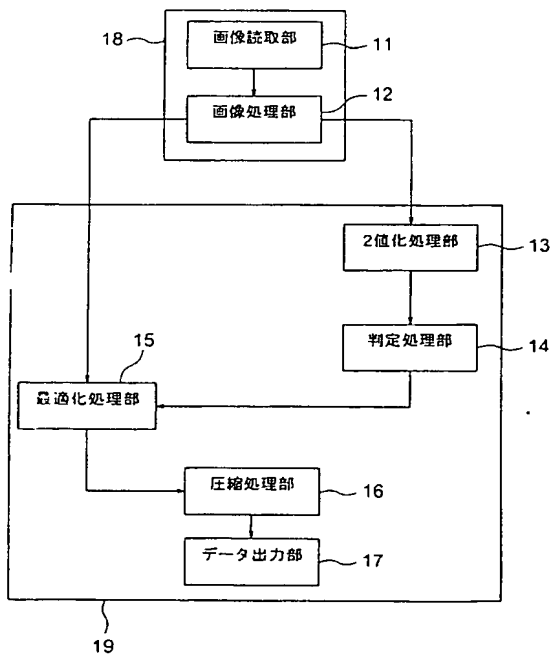 18
画像読取部
11
画像処理部
12
2値化処理部
13
判定処理部
14
15
最適化処理部
圧縮処理部
16
データ出力部
17
19